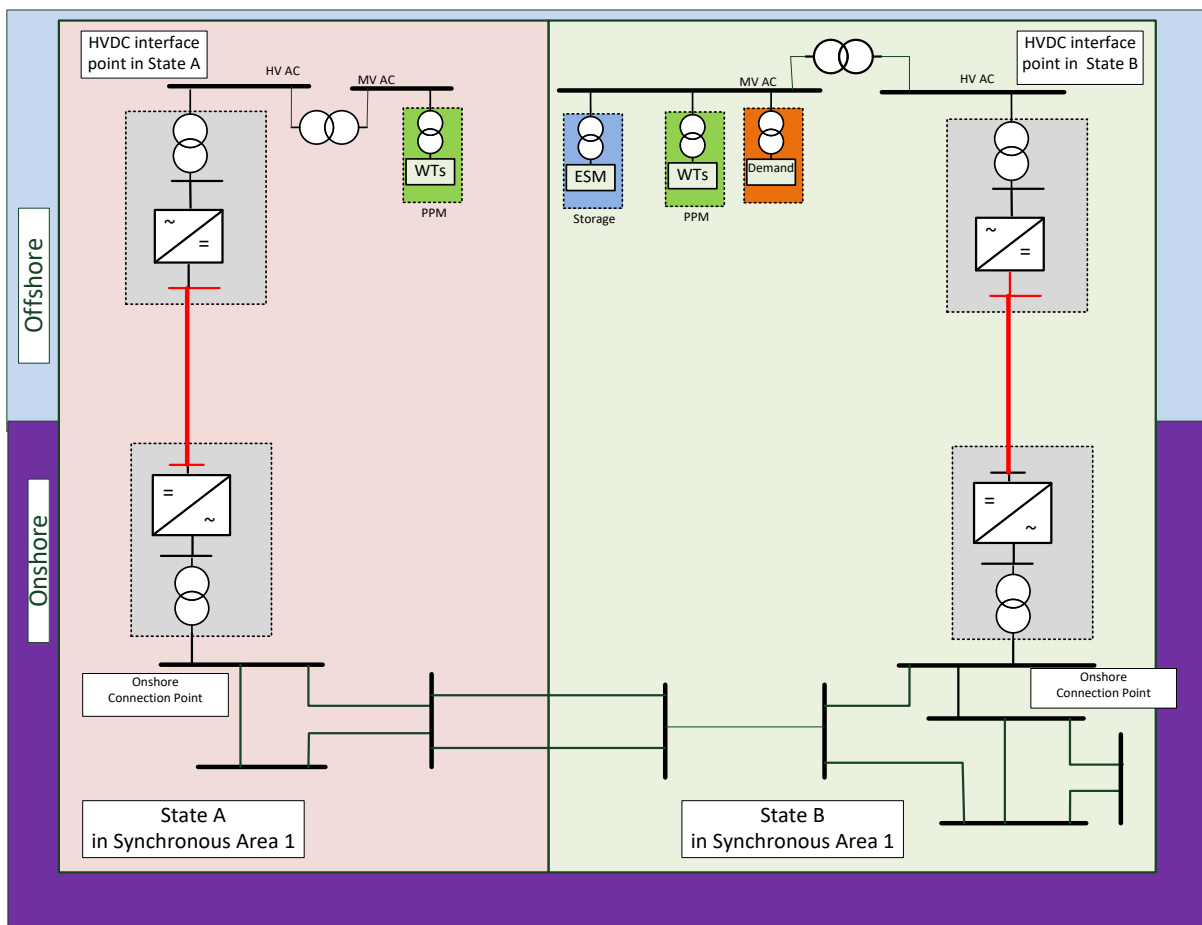 HVDC interface
point in State A
HV AC
MV AC
WTs
PPM
~
=
=
~
HVDC interface
point in State B
MV AC
HV AC
ESM
Storage
WTs
PPM
Demand
~
=
=
~
Offshore
Onshore
Onshore
Connection Point
Onshore
Connection Point
State A
in Synchronous Area 1
State B
in Synchronous Area 1